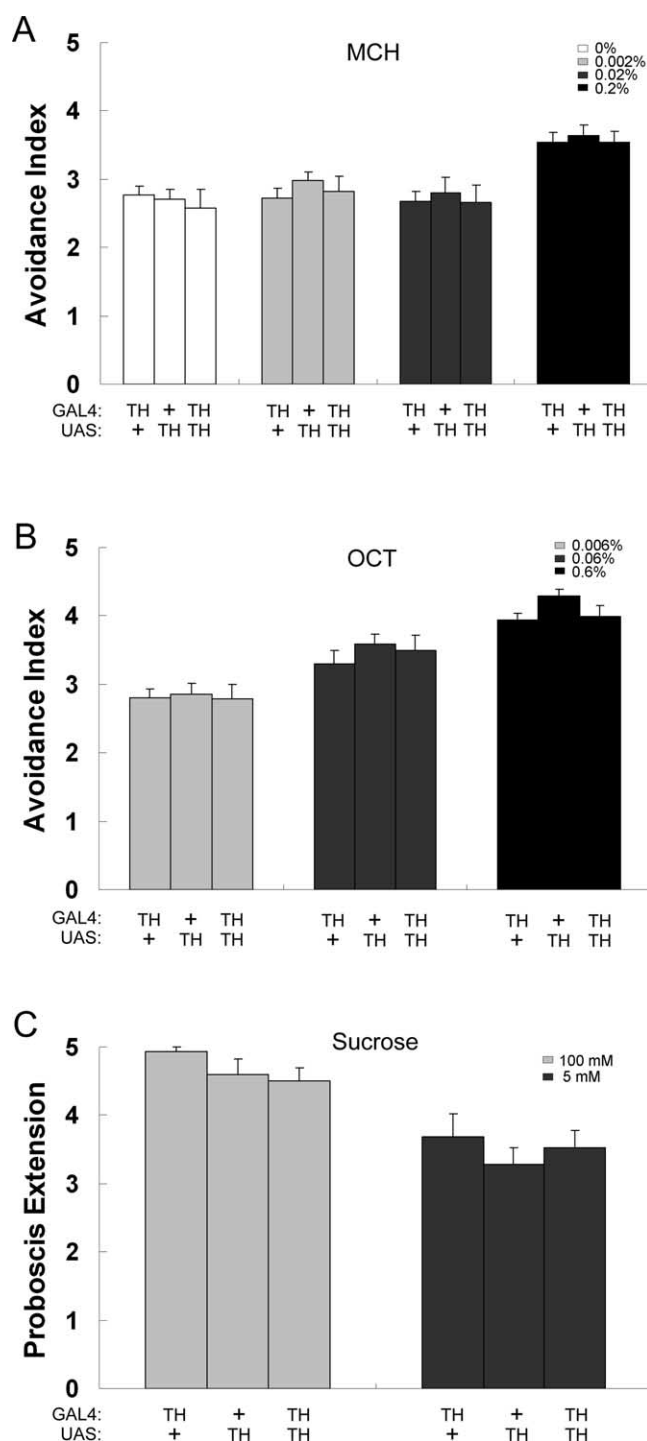 A
MCH
0%
0.002%
0.02%
0.2%
Avoidance Index
5
4
3
2
1
0
GAL4: TH + TH TH + TH TH + TH TH + TH
UAS: + TH TH + TH TH + TH TH + TH TH
B
OCT
0.006%
0.06%
0.6%
Avoidance Index
5
4
3
2
1
0
GAL4: TH + TH TH + TH TH + TH
UAS: + TH TH + TH TH + TH TH
C
Sucrose
100 mM
5 mM
Proboscis Extension
5
4
3
2
1
0
GAL4: TH + TH TH + TH
UAS: + TH TH + TH TH